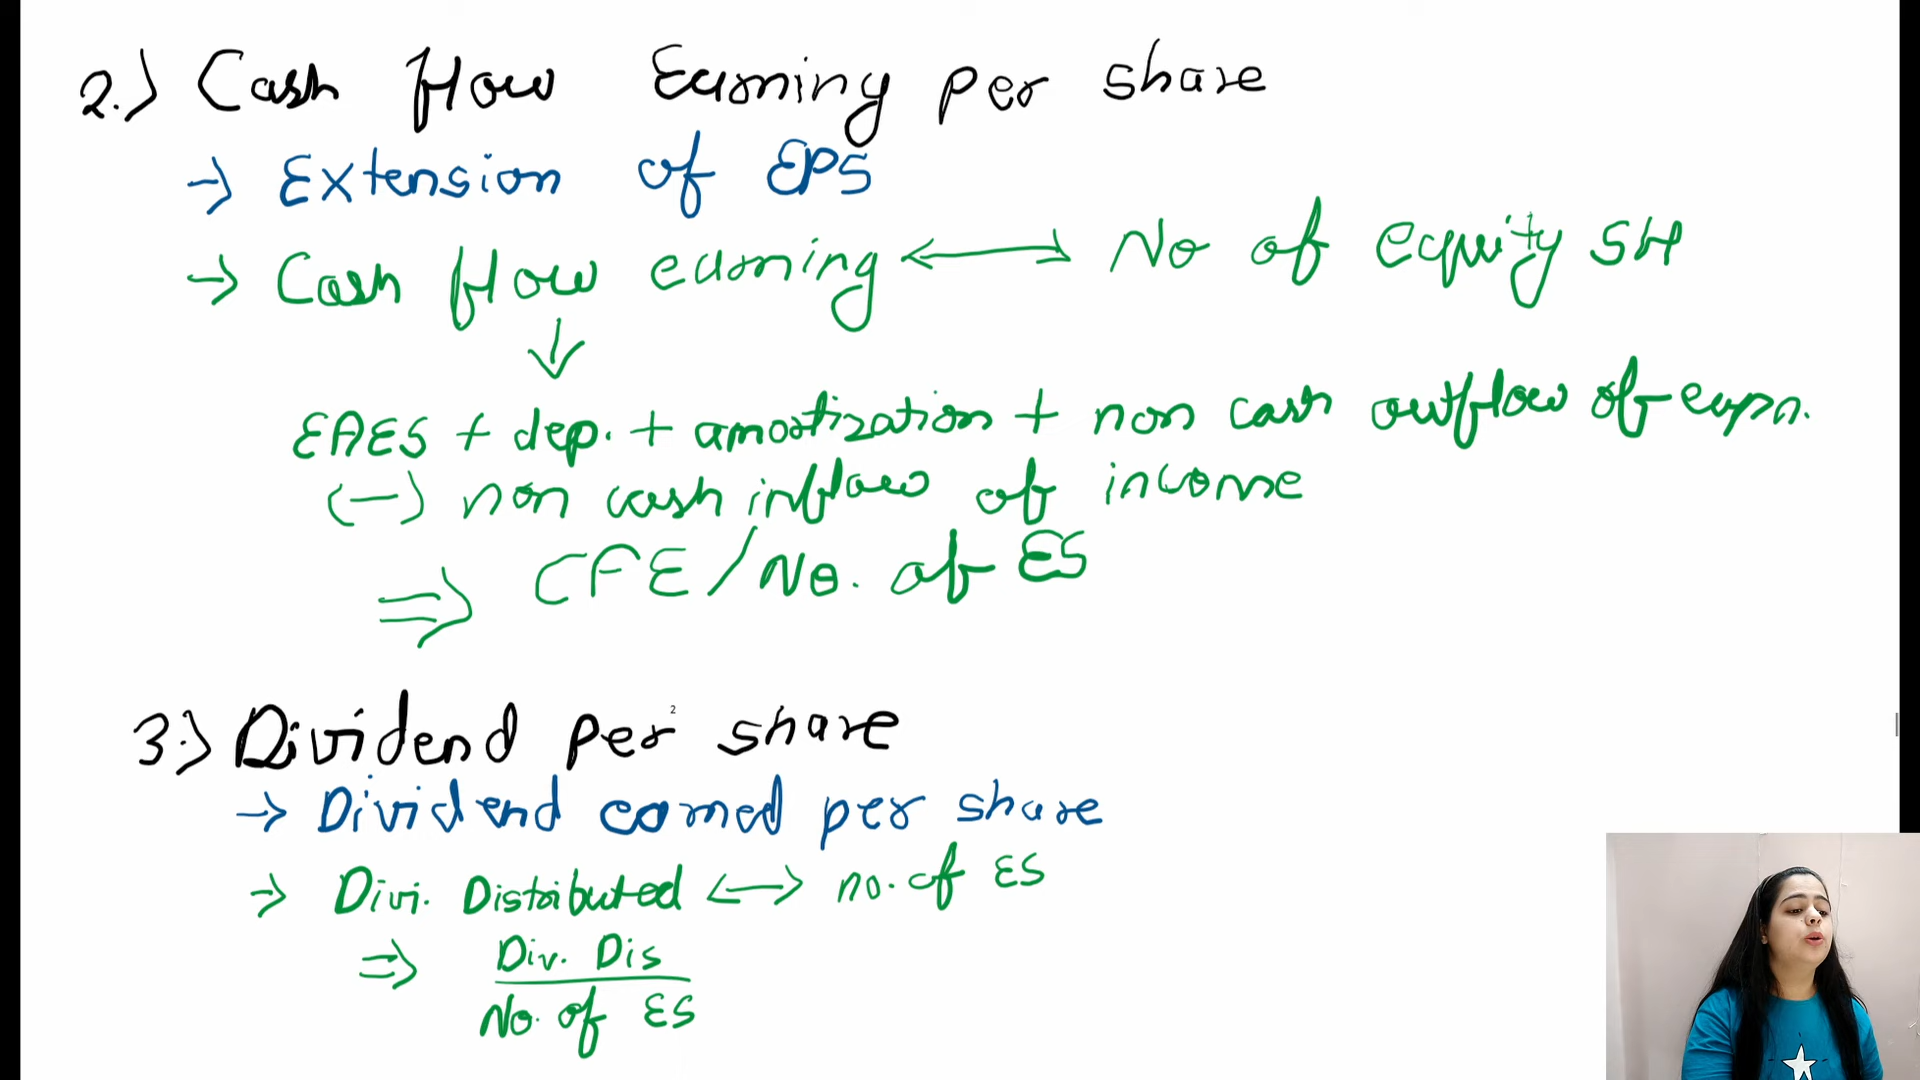 2.) Cash flow Earning per share
→ Extension of EPS
→ Cash flow earning ⟷ No of equity SH
↓
EAES + dep. + amortization + non cash outflow of expn.
(-) non cash inflow of income
⇒ CFE / No. of ES
3.) Dividend per share
2
→ Dividend earned per share
→ Divi. Distributed ⟷ no. of ES
⇒ Div. Dis
No. of ES